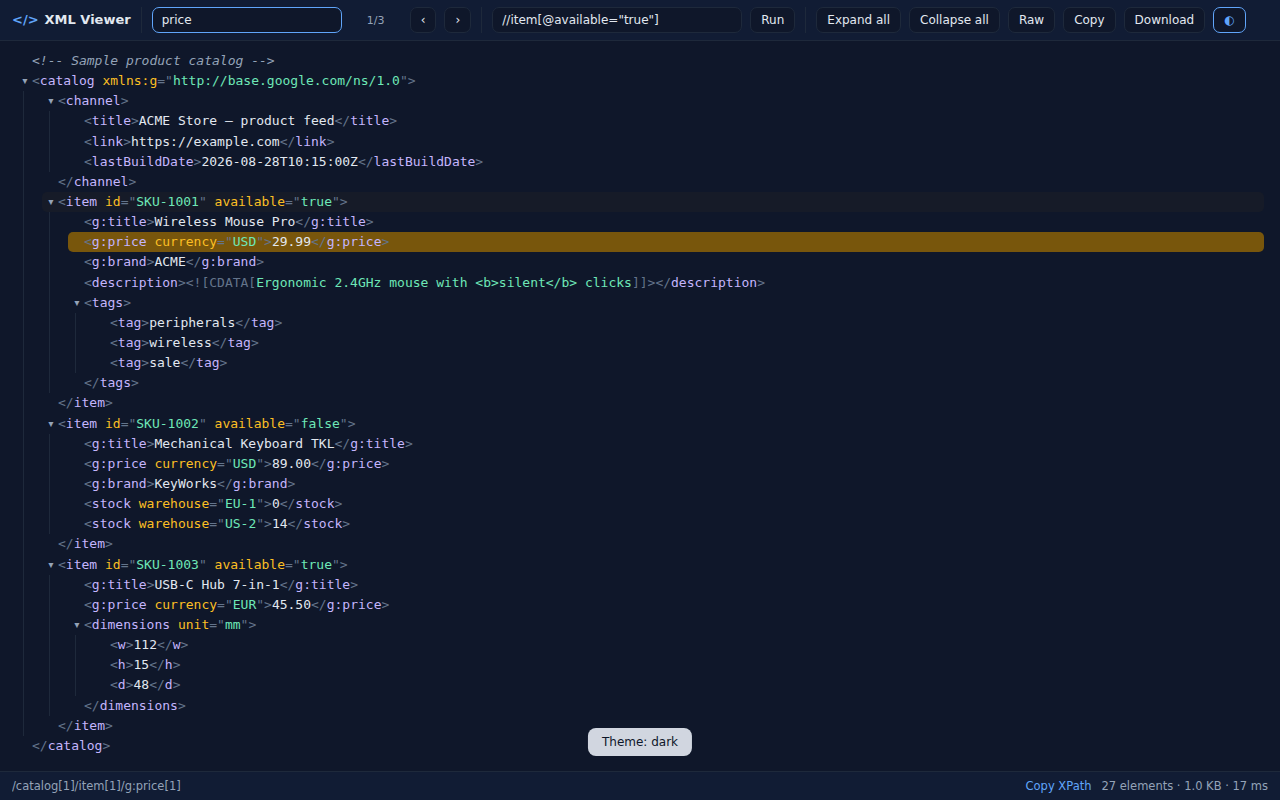 </> XML Viewer price 1/3 ‹ › //item[@available="true"] Run Expand all Collapse all Raw Copy Download ◐
<!-- Sample product catalog -->
▾ <catalog xmlns:g="http://base.google.com/ns/1.0">
▾ <channel>
<title>ACME Store — product feed</title>
<link>https://example.com</link>
<lastBuildDate>2026-08-28T10:15:00Z</lastBuildDate>
</channel>
▾ <item id="SKU-1001" available="true">
<g:title>Wireless Mouse Pro</g:title>
<g:price currency="USD">29.99</g:price>
<g:brand>ACME</g:brand>
<description><![CDATA[Ergonomic 2.4GHz mouse with <b>silent</b> clicks]]></description>
▾ <tags>
<tag>peripherals</tag>
<tag>wireless</tag>
<tag>sale</tag>
</tags>
</item>
▾ <item id="SKU-1002" available="false">
<g:title>Mechanical Keyboard TKL</g:title>
<g:price currency="USD">89.00</g:price>
<g:brand>KeyWorks</g:brand>
<stock warehouse="EU-1">0</stock>
<stock warehouse="US-2">14</stock>
</item>
▾ <item id="SKU-1003" available="true">
<g:title>USB-C Hub 7-in-1</g:title>
<g:price currency="EUR">45.50</g:price>
▾ <dimensions unit="mm">
<w>112</w>
<h>15</h>
<d>48</d>
</dimensions>
</item>
</catalog>
Theme: dark
/catalog[1]/item[1]/g:price[1] Copy XPath 27 elements · 1.0 KB · 17 ms